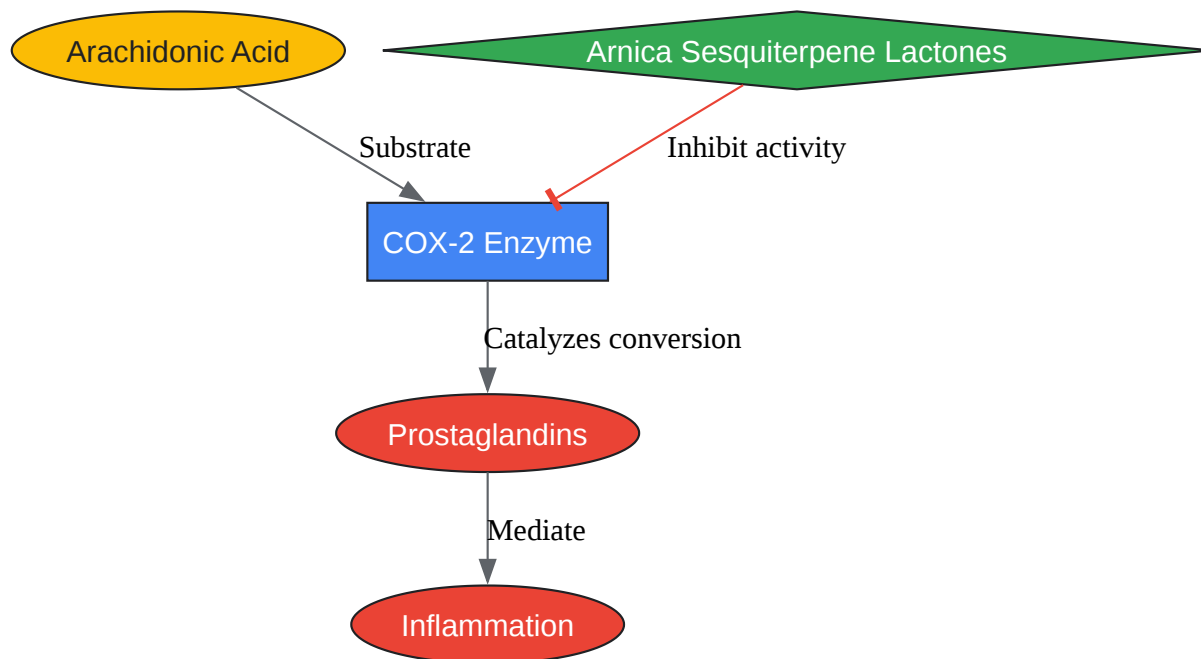 Arachidonic Acid
Arnica Sesquiterpene Lactones
Substrate
Inhibit activity
COX-2 Enzyme
Catalyzes conversion
Prostaglandins
Mediate
Inflammation